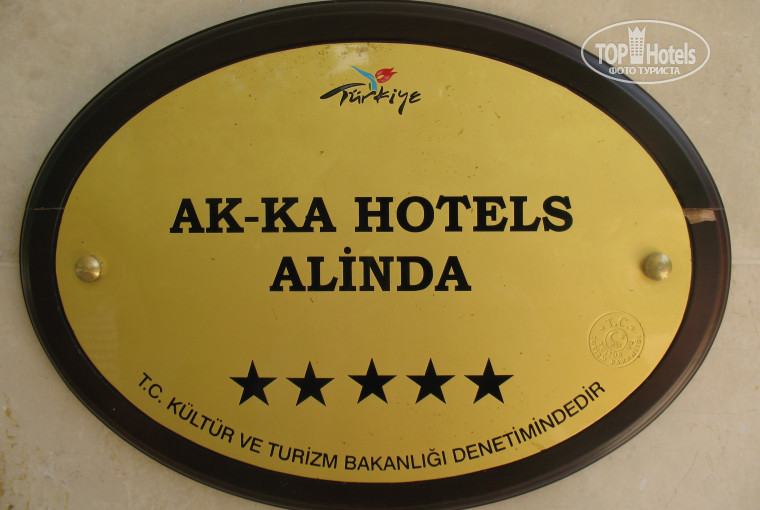 TOP Hotels
ФОТО ТУРИСТА
Türkiye
AK-KA HOTELS
ALİNDA
T.C. KÜLTÜR VE TURİZM BAKANLIĞI DENETİMİNDEDİR
T.C.